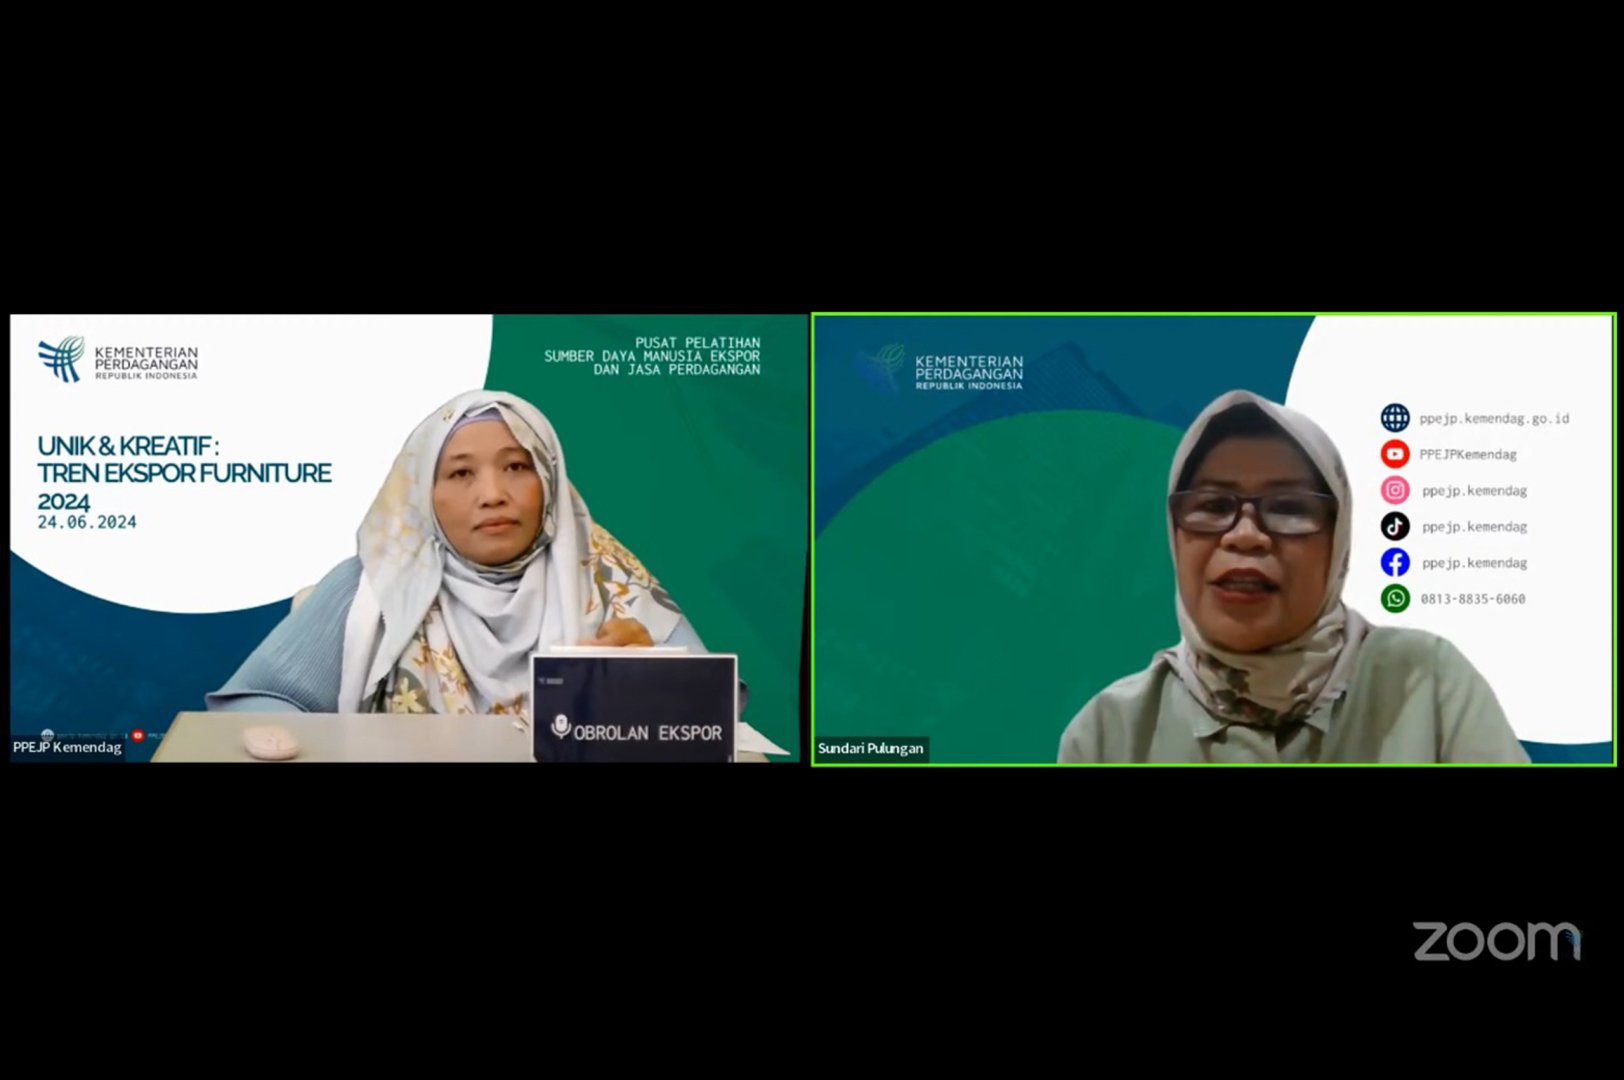 KEMENTERIAN
PERDAGANGAN
REPUBLIK INDONESIA
PUSAT PELATIHAN
SUMBER DAYA MANUSIA EKSPOR
DAN JASA PERDAGANGAN
UNIK & KREATIF :
TREN EKSPOR FURNITURE
2024
24.06.2024
OBROLAN EKSPOR
PPEJP Kemendag
KEMENTERIAN
PERDAGANGAN
REPUBLIK INDONESIA
ppejp.kemendag.go.id
PPEJPKemendag
ppejp.kemendag
ppejp.kemendag
ppejp.kemendag
0813-8835-6060
Sundari Pulungan
zoom